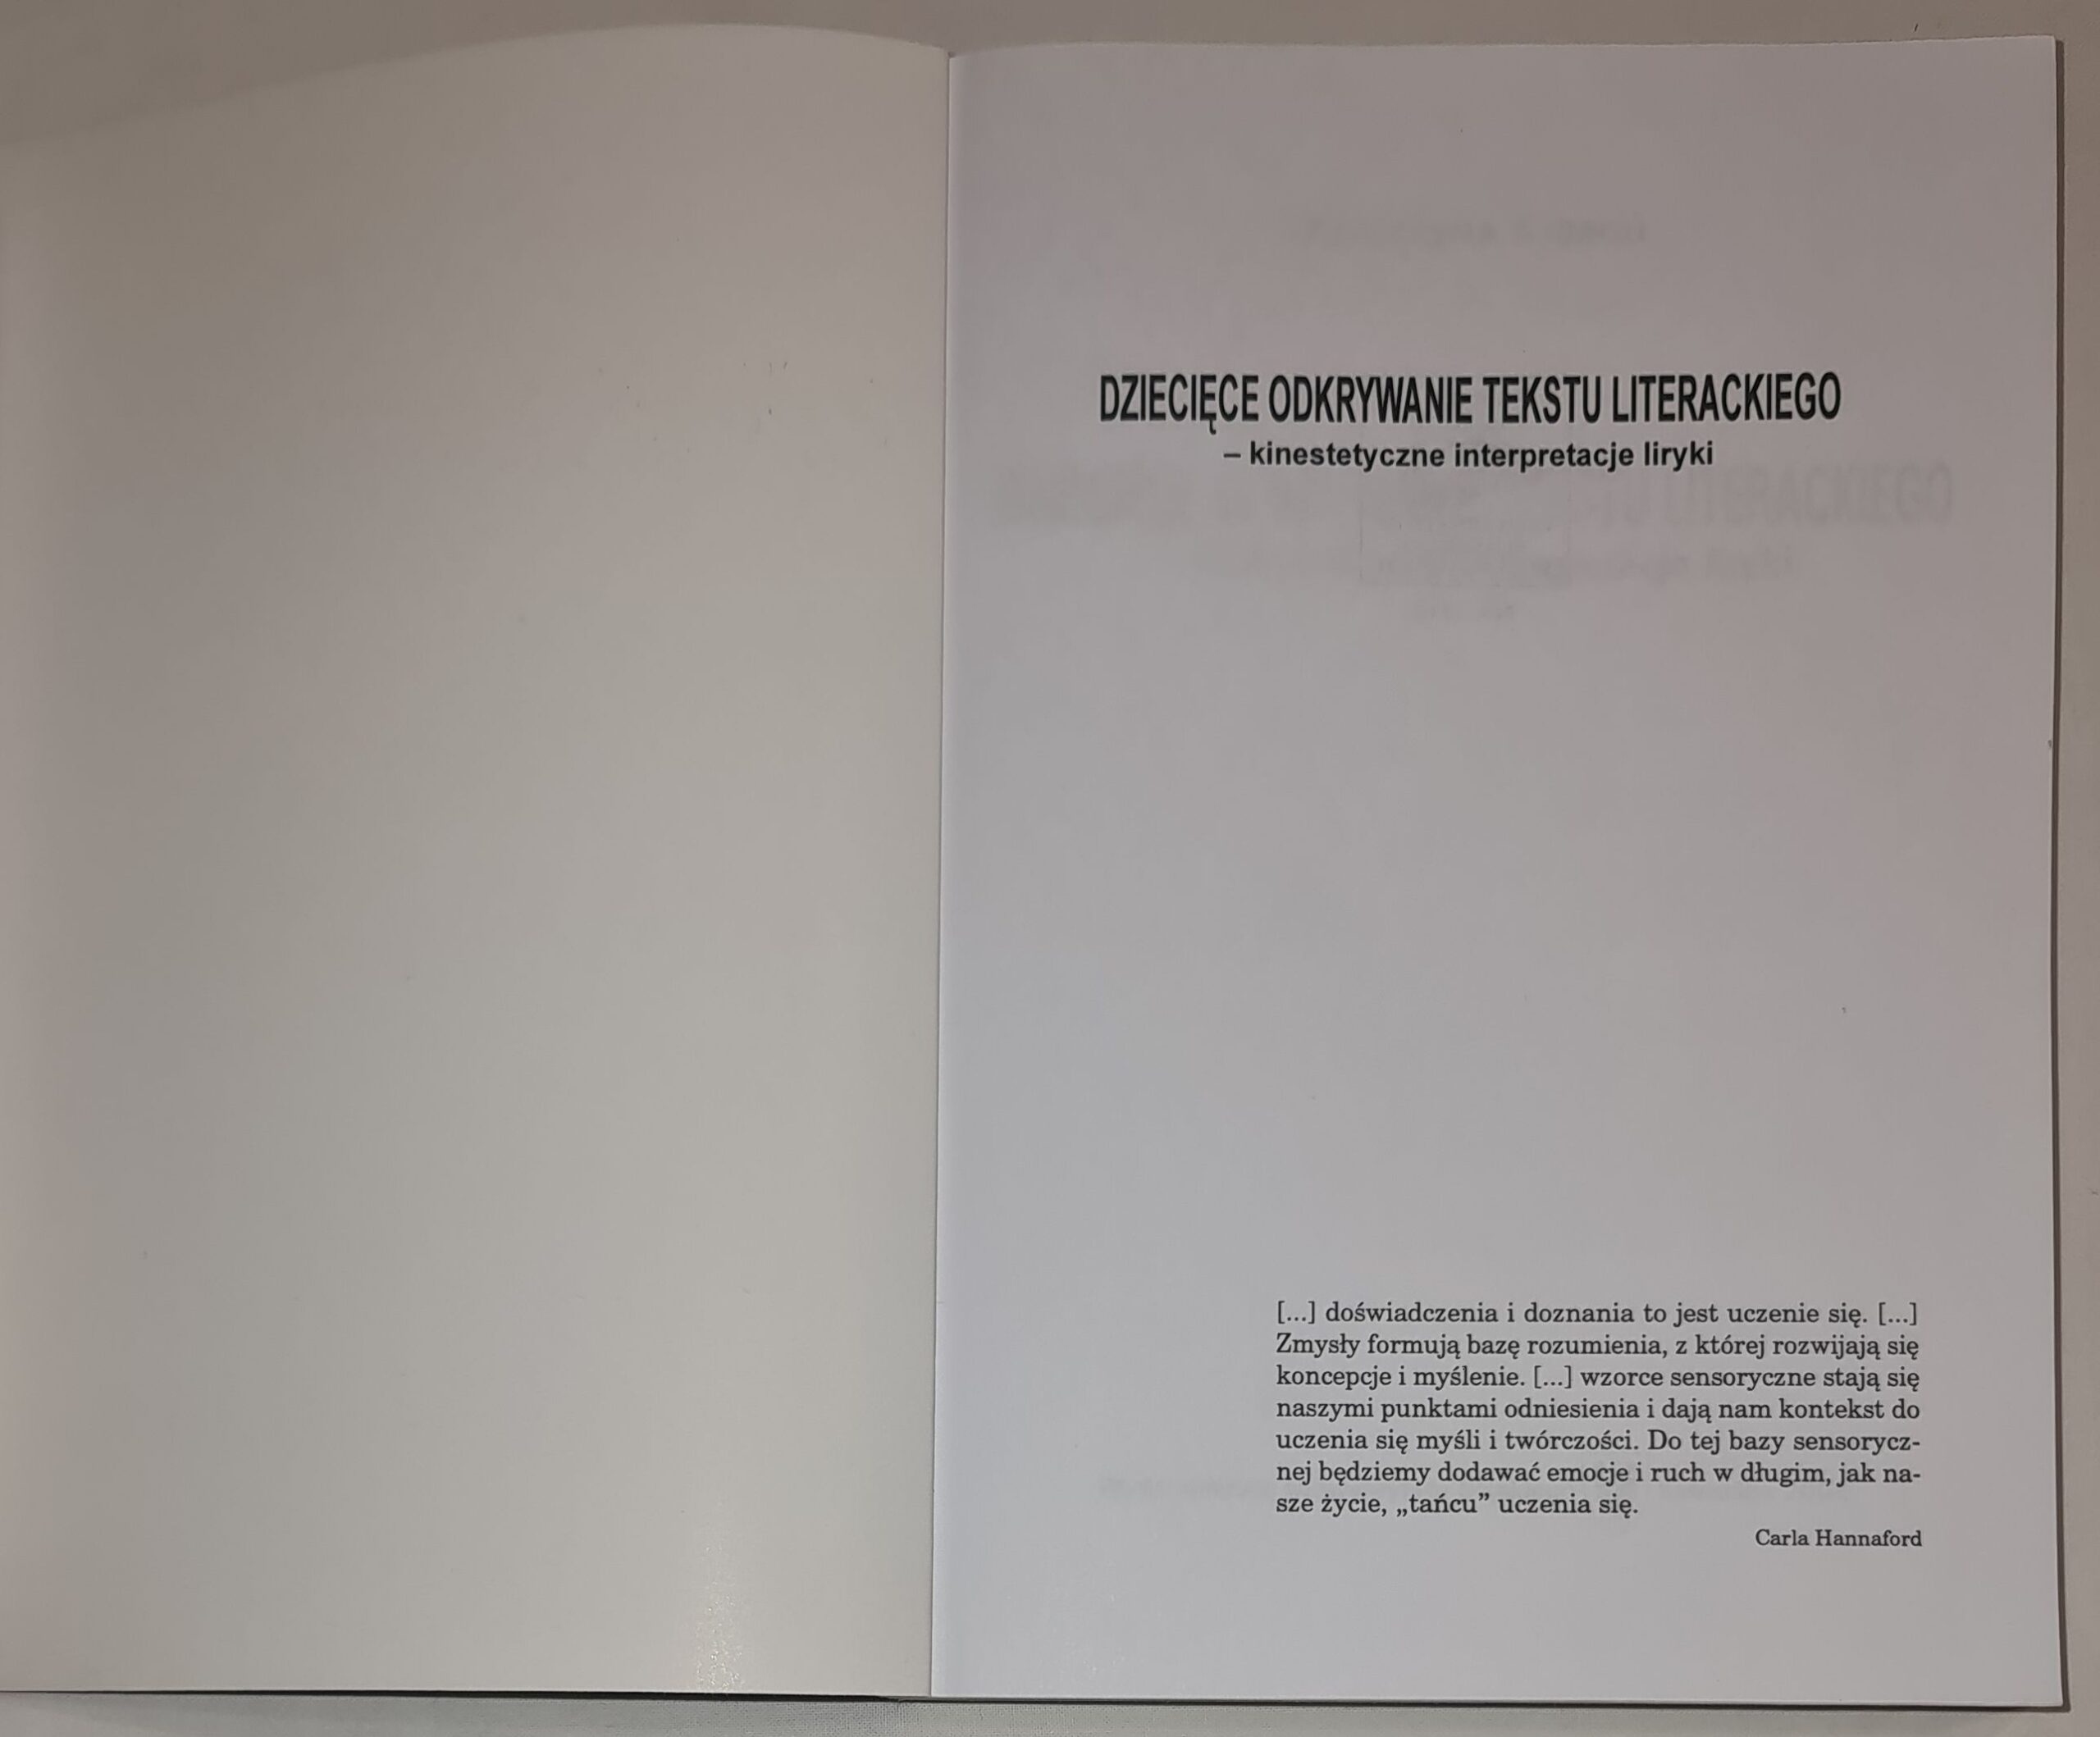 DZIECIĘCE ODKRYWANIE TEKSTU LITERACKIEGO
– kinestetyczne interpretacje liryki
[...] doświadczenia i doznania to jest uczenie się. [...]
Zmysły formują bazę rozumienia, z której rozwijają się
koncepcje i myślenie. [...] wzorce sensoryczne stają się
naszymi punktami odniesienia i dają nam kontekst do
uczenia się myśli i twórczości. Do tej bazy sensorycz-
nej będziemy dodawać emocje i ruch w długim, jak na-
sze życie, „tańcu” uczenia się.
Carla Hannaford